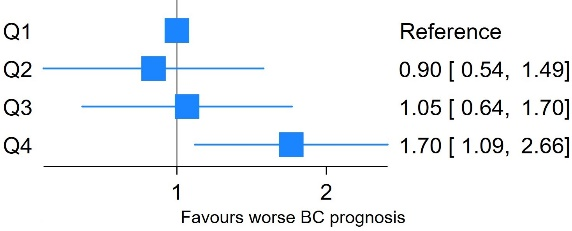 Q1 Reference
Q2 0.90 [ 0.54, 1.49]
Q3 1.05 [ 0.64, 1.70]
Q4 1.70 [ 1.09, 2.66]
1 2
Favours worse BC prognosis